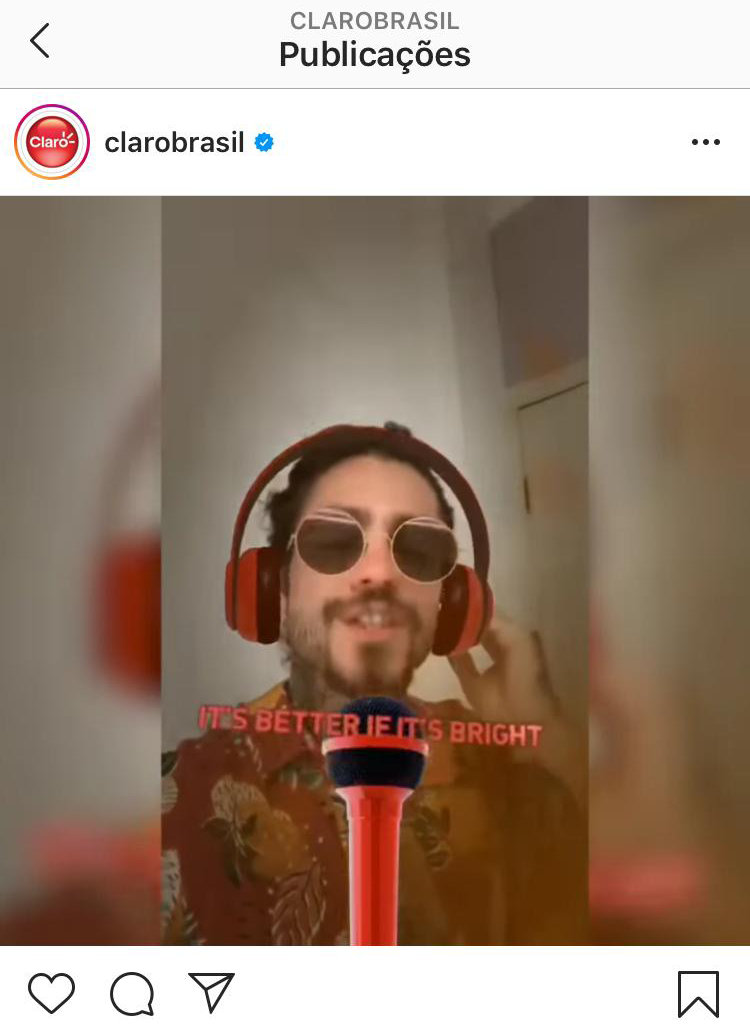 CLAROBRASIL
Publicações
Claro
clarobrasil
IT'S BETTER IF IT'S BRIGHT